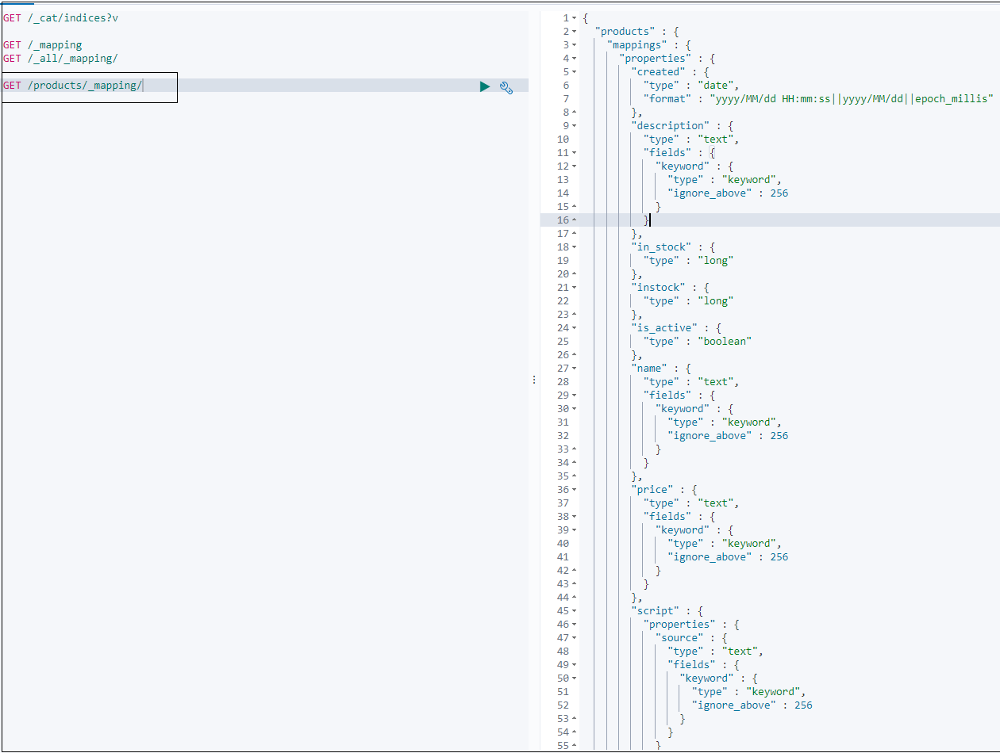 GET /_cat/indices?v
GET /_mapping
GET /_all/_mapping/
GET /products/_mapping/
1 {
2 "products" : {
3 "mappings" : {
4 "properties" : {
5 "created" : {
6 "type" : "date",
7 "format" : "yyyy/MM/dd HH:mm:ss||yyyy/MM/dd||epoch_millis"
8 },
9 "description" : {
10 "type" : "text",
11 "fields" : {
12 "keyword" : {
13 "type" : "keyword",
14 "ignore_above" : 256
15 }
16 }
17 },
18 "in_stock" : {
19 "type" : "long"
20 },
21 "instock" : {
22 "type" : "long"
23 },
24 "is_active" : {
25 "type" : "boolean"
26 },
27 "name" : {
28 "type" : "text",
29 "fields" : {
30 "keyword" : {
31 "type" : "keyword",
32 "ignore_above" : 256
33 }
34 }
35 },
36 "price" : {
37 "type" : "text",
38 "fields" : {
39 "keyword" : {
40 "type" : "keyword",
41 "ignore_above" : 256
42 }
43 }
44 },
45 "script" : {
46 "properties" : {
47 "source" : {
48 "type" : "text",
49 "fields" : {
50 "keyword" : {
51 "type" : "keyword",
52 "ignore_above" : 256
53 }
54 }
55 }